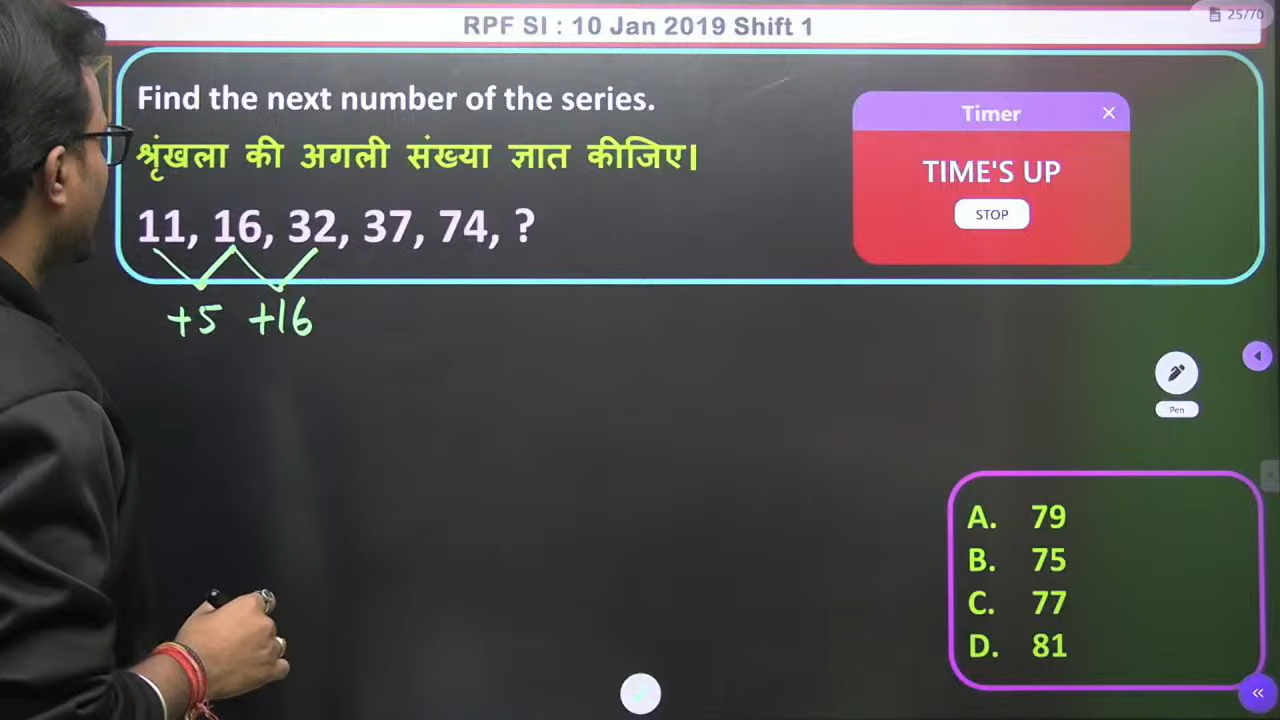 RPF SI : 10 Jan 2019 Shift 1
25/70
Find the next number of the series.
श्रृंखला की अगली संख्या ज्ञात कीजिए।
11, 16, 32, 37, 74, ?
+5 +16
Timer
TIME'S UP
STOP
Pen
A. 79
B. 75
C. 77
D. 81